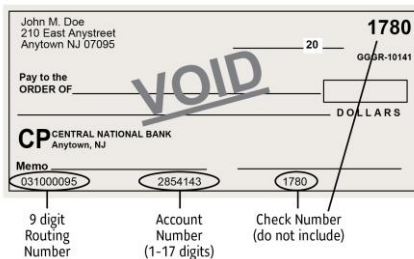 John M. Doe
210 East Anystreet
Anytown NJ 07095
1780
20
GGGR-10141
Pay to the
ORDER OF
VOID
DOLLARS
CP CENTRAL NATIONAL BANK
Anytown, NJ
Memo
031000095 2854143 1780
9 digit
Routing
Number
Account
Number
(1-17 digits)
Check Number
(do not include)